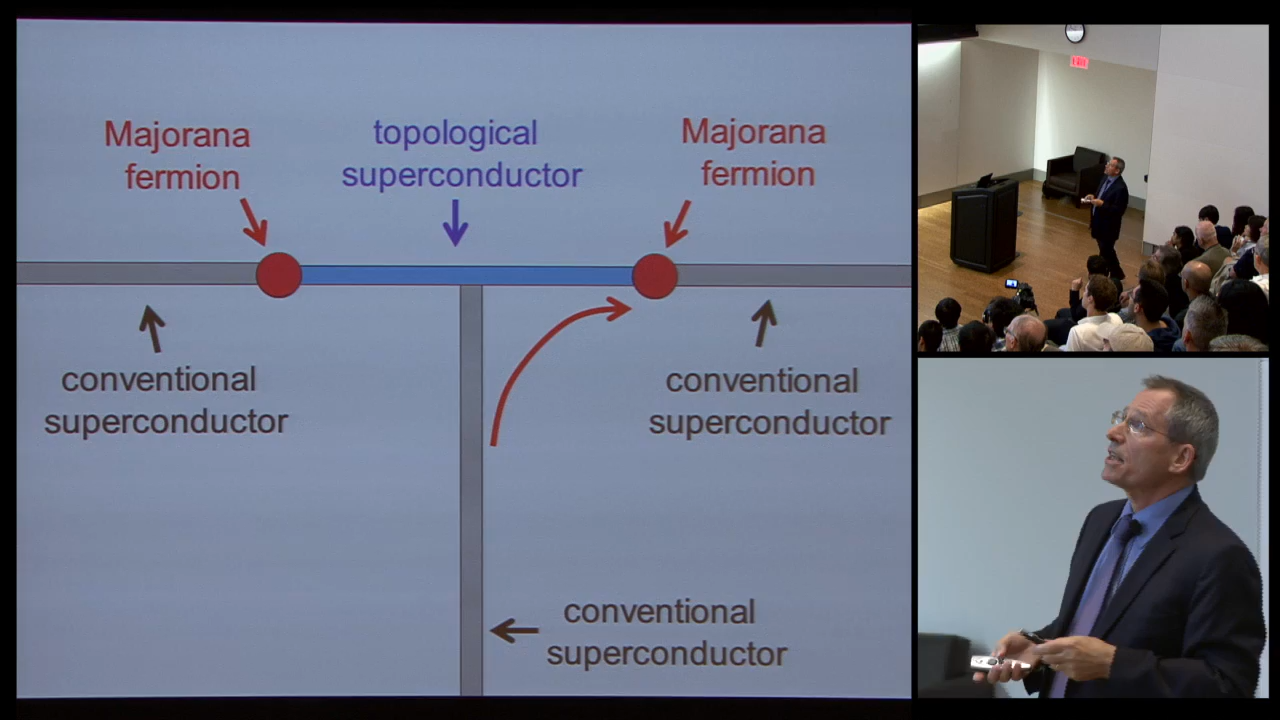 Majorana
fermion
topological
superconductor
Majorana
fermion
conventional
superconductor
conventional
superconductor
conventional
superconductor
EXIT